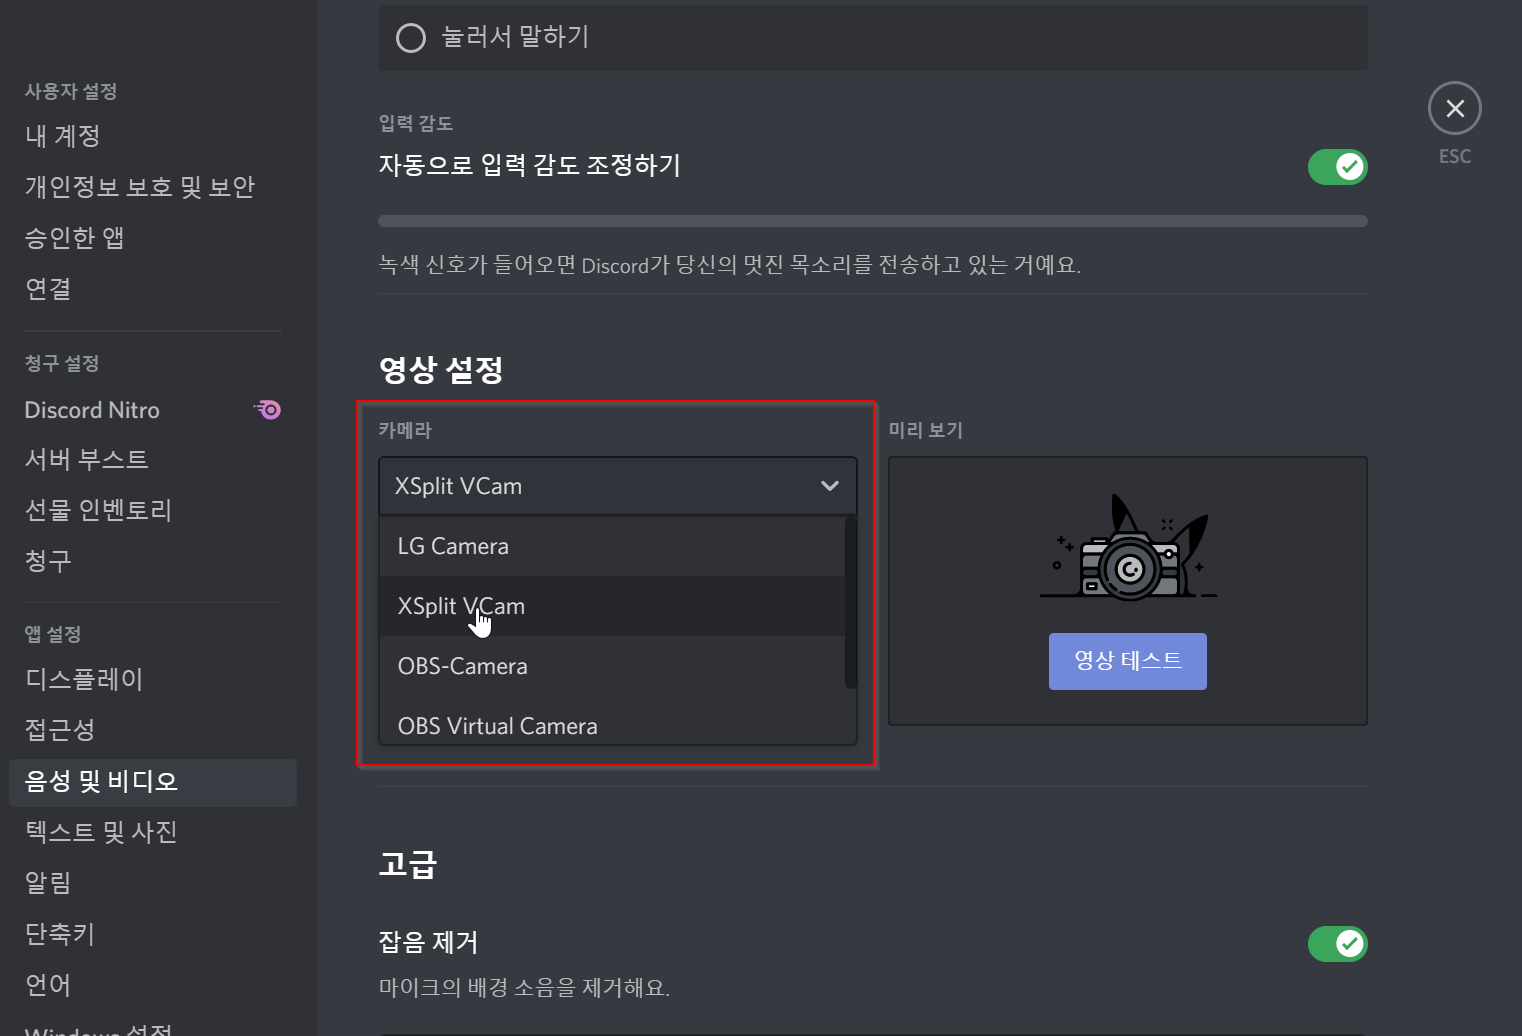 사용자 설정
내 계정
개인정보 보호 및 보안
승인한 앱
연결
청구 설정
Discord Nitro
서버 부스트
선물 인벤토리
청구
앱 설정
디스플레이
접근성
음성 및 비디오
텍스트 및 사진
알림
단축키
언어
Windows 설정
눌러서 말하기
입력 감도
자동으로 입력 감도 조정하기
녹색 신호가 들어오면 Discord가 당신의 멋진 목소리를 전송하고 있는 거예요.
영상 설정
카메라
XSplit VCam
LG Camera
XSplit VCam
OBS-Camera
OBS Virtual Camera
미리 보기
영상 테스트
고급
잡음 제거
마이크의 배경 소음을 제거해요.
ESC